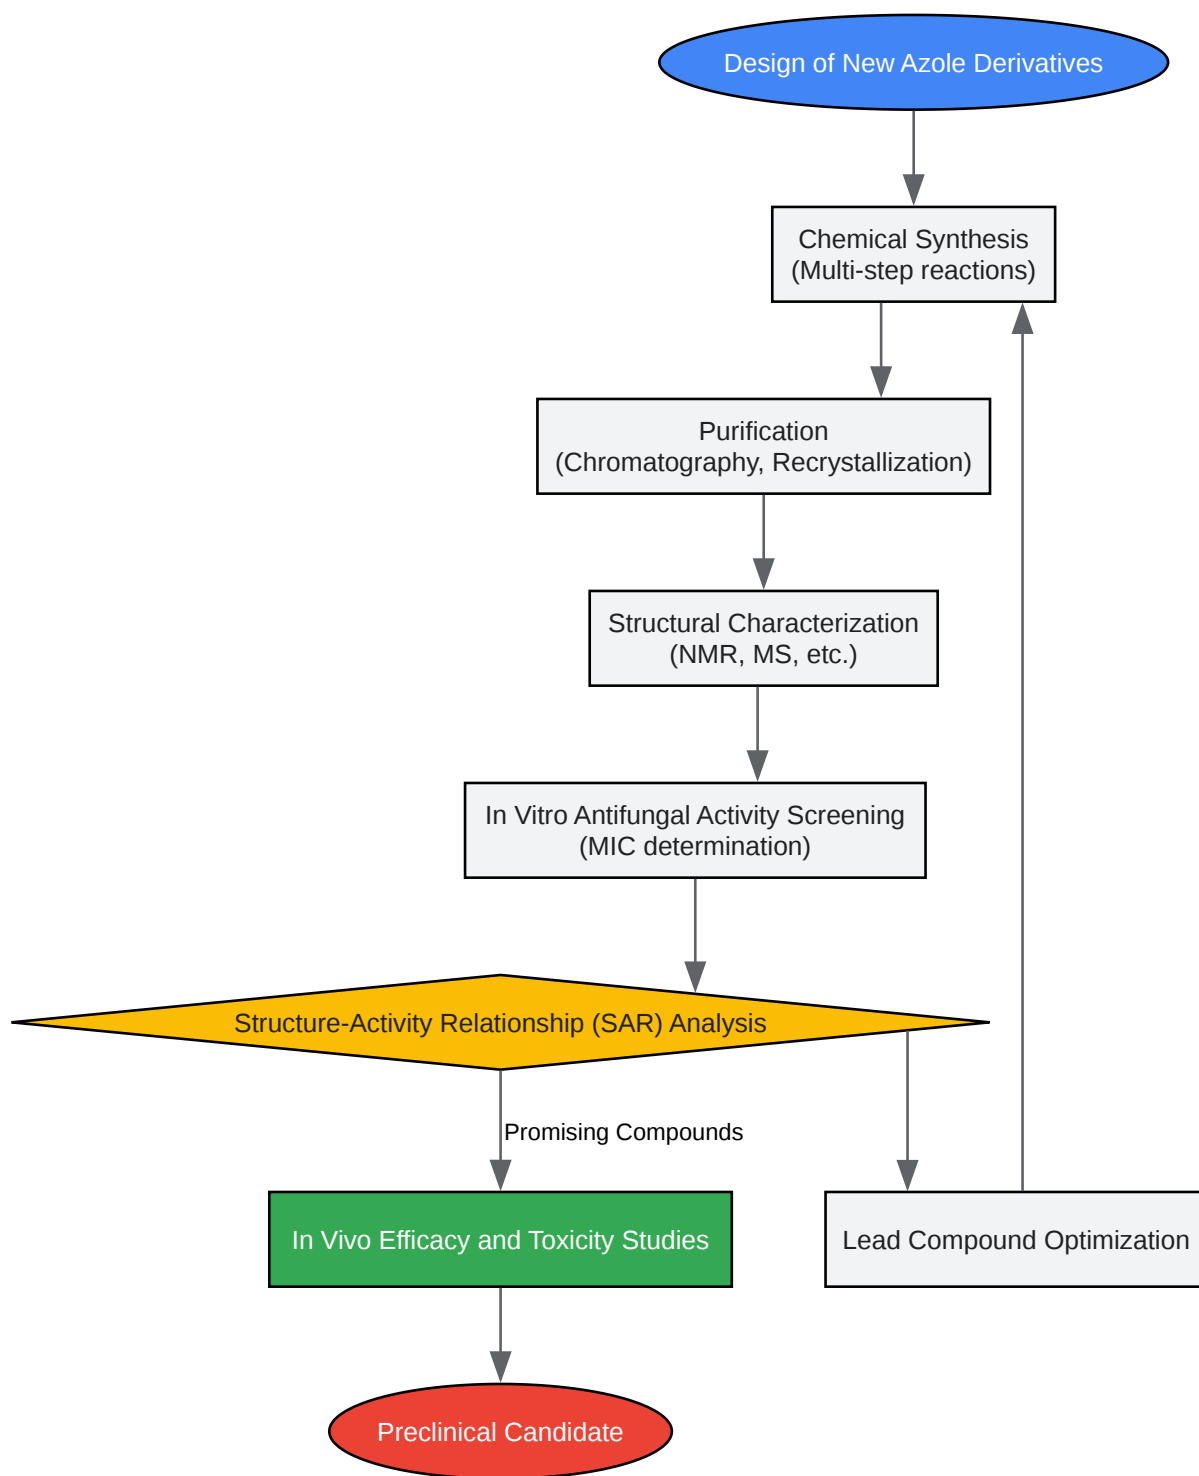 Design of New Azole Derivatives
Chemical Synthesis
(Multi-step reactions)
Purification
(Chromatography, Recrystallization)
Structural Characterization
(NMR, MS, etc.)
In Vitro Antifungal Activity Screening
(MIC determination)
Structure-Activity Relationship (SAR) Analysis
Promising Compounds
In Vivo Efficacy and Toxicity Studies
Lead Compound Optimization
Preclinical Candidate